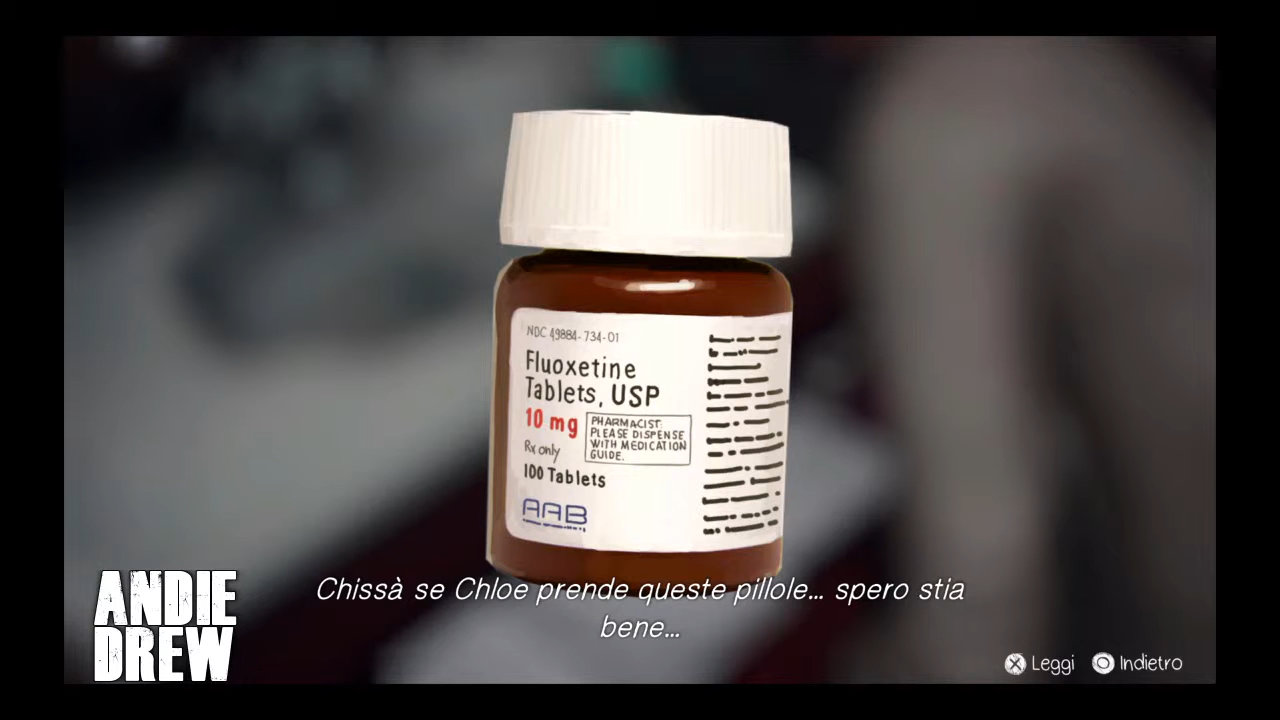 NDC 49884-734-01
Fluoxetine
Tablets, USP
10 mg
PHARMACIST:
PLEASE DISPENSE
WITH MEDICATION
GUIDE.
Rx only
100 Tablets
AAB
Chissà se Chloe prende queste pillole... spero stia
bene...
ANDIE
DREW
Leggi
Indietro